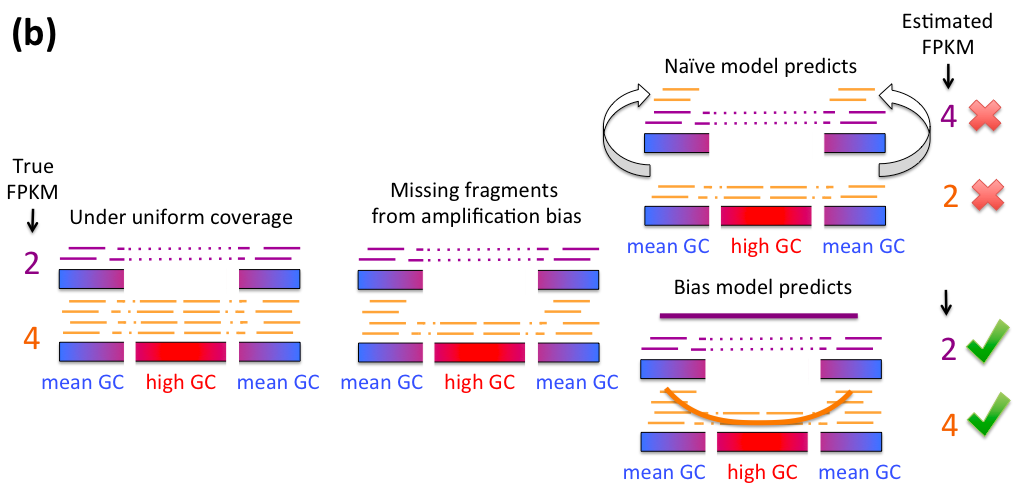 (b)
True
FPKM
Under uniform coverage
2
4
mean GC high GC mean GC
Missing fragments
from amplification bias
mean GC high GC mean GC
Estimated
FPKM
Naïve model predicts
4
2
mean GC high GC mean GC
Bias model predicts
2
4
mean GC high GC mean GC